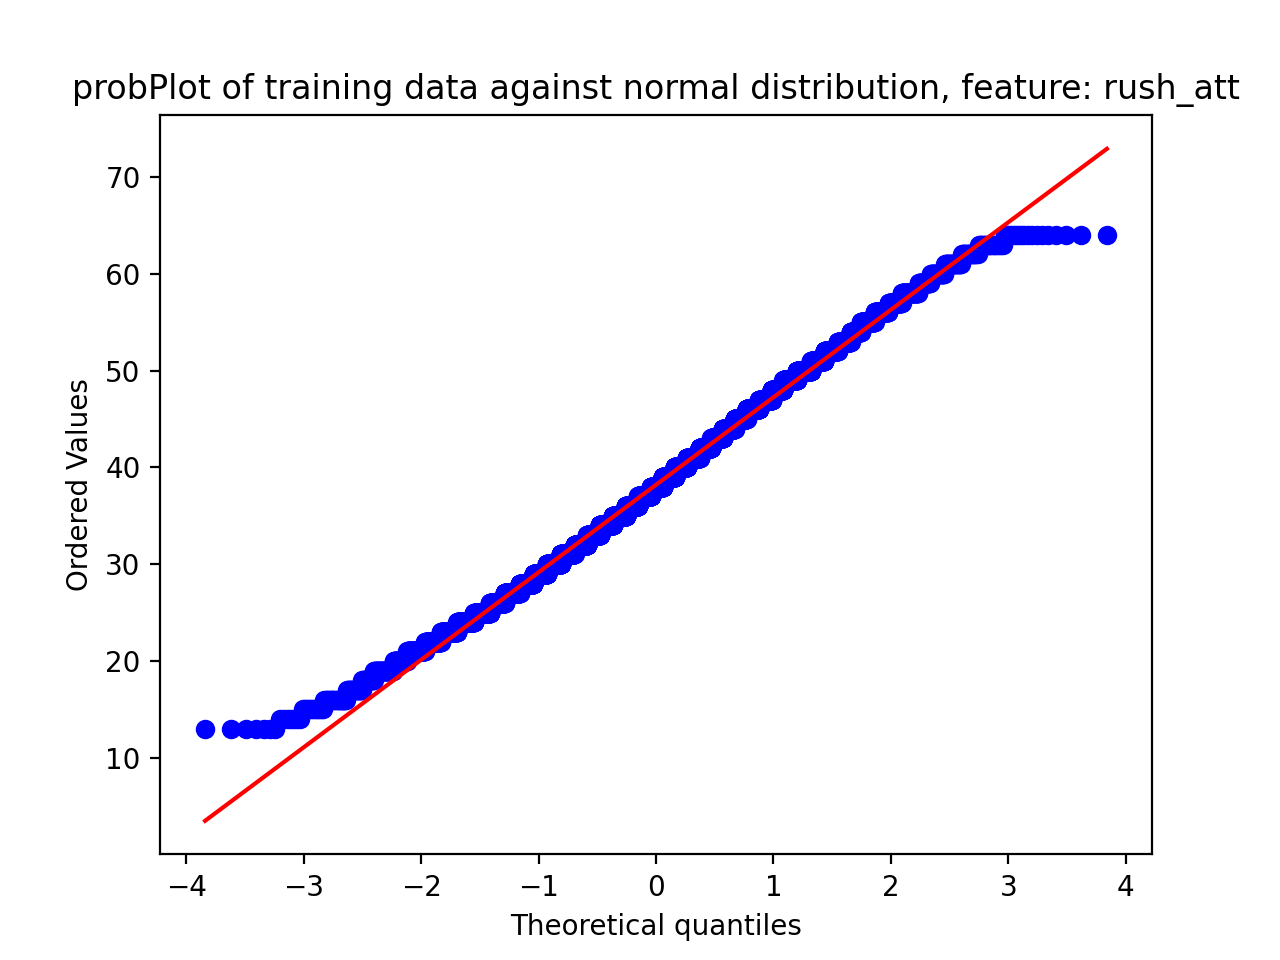 probPlot of training data against normal distribution, feature: rush_att
70
60
50
40
30
20
10
Ordered Values
−4 −3 −2 −1 0 1 2 3 4
Theoretical quantiles